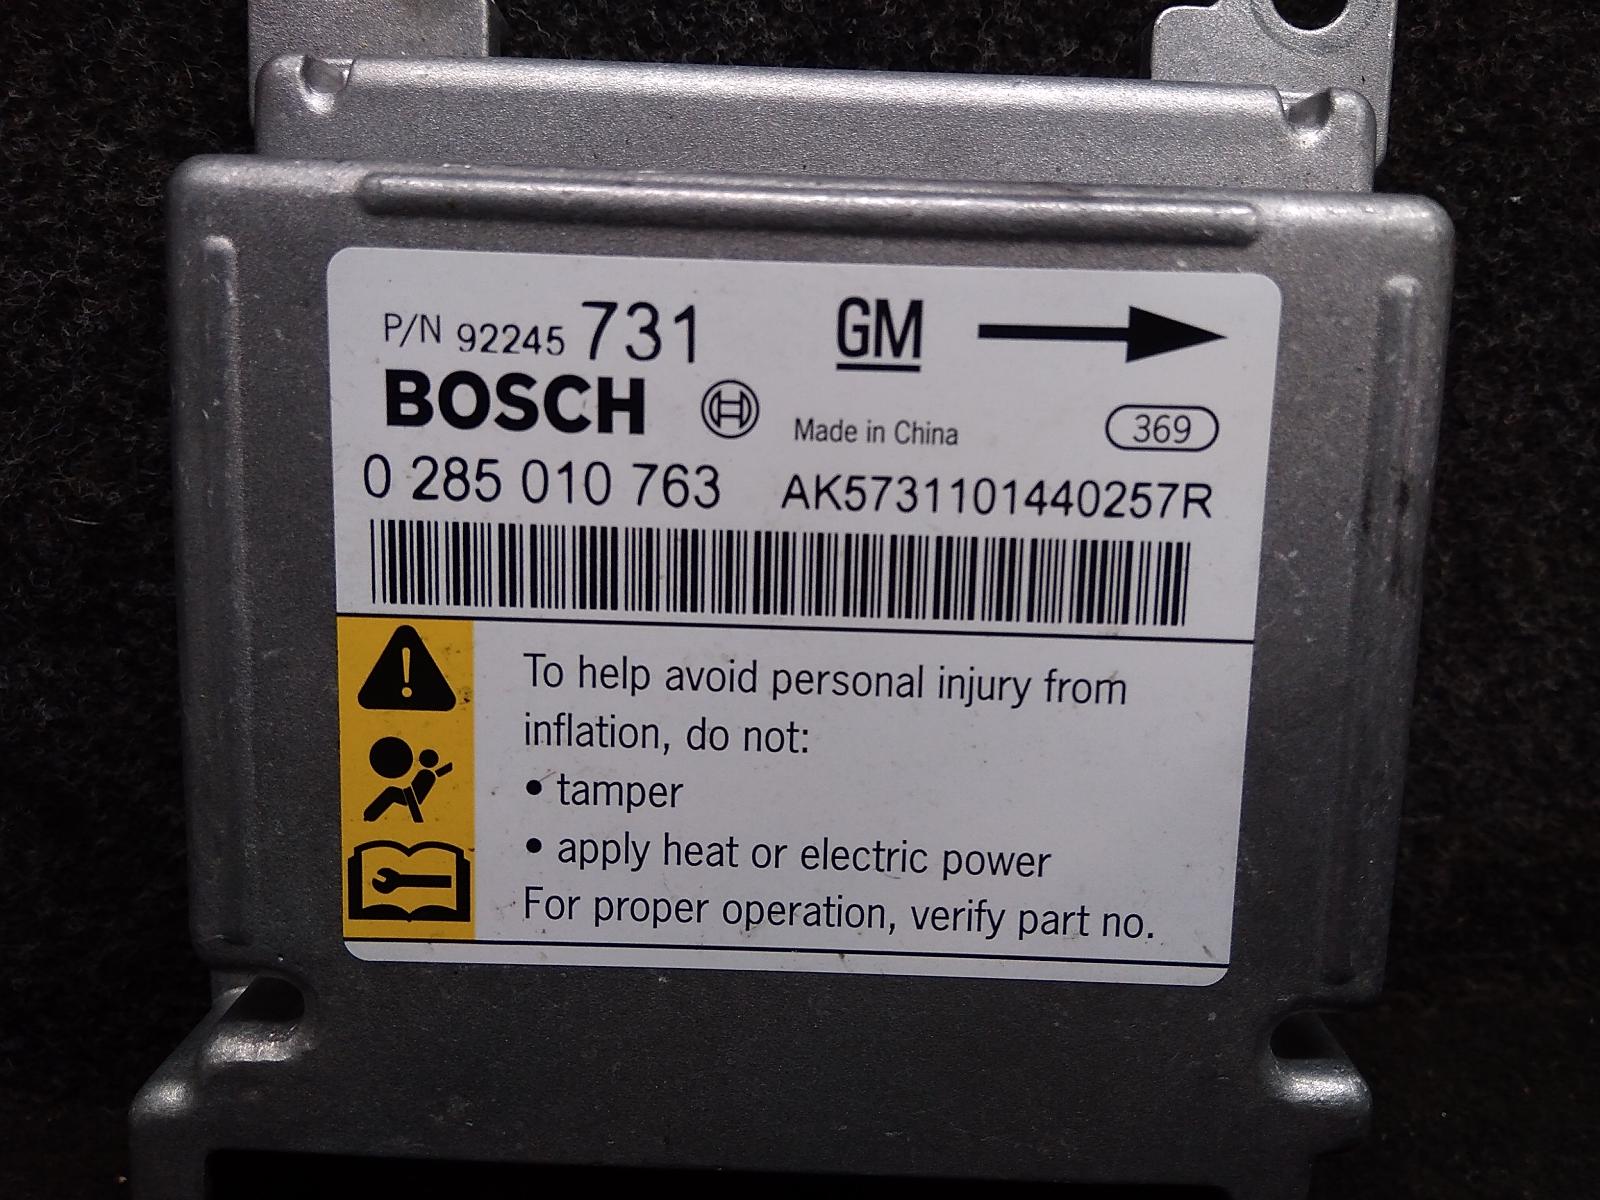 P/N 92245 731 GM
BOSCH Made in China 369
0 285 010 763 AK5731101440257R
To help avoid personal injury from
inflation, do not:
• tamper
• apply heat or electric power
For proper operation, verify part no.